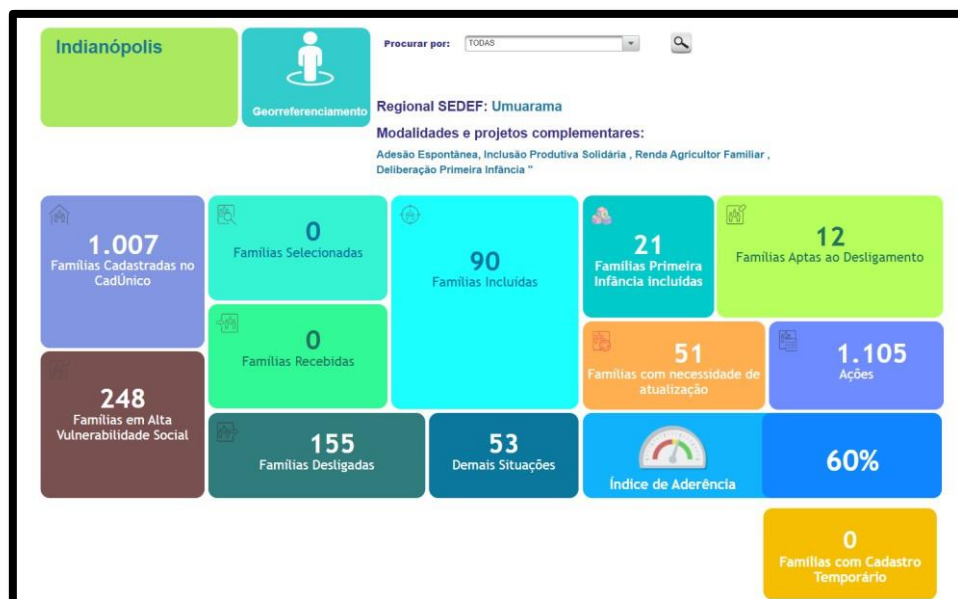 Indianópolis
Georreferenciamento
Procurar por: TODAS
Regional SEDEF: Umuarama
Modalidades e projetos complementares:
Adesão Espontânea, Inclusão Produtiva Solidária , Renda Agricultor Familiar ,
Deliberação Primeira Infância "
1.007
Famílias Cadastradas no
CadÚnico
0
Famílias Selecionadas
90
Famílias Incluídas
21
Famílias Primeira
Infância incluídas
12
Famílias Aptas ao Desligamento
0
Famílias Recebidas
51
Famílias com necessidade de
atualização
1.105
Ações
248
Famílias em Alta
Vulnerabilidade Social
155
Famílias Desligadas
53
Demais Situações
Índice de Aderência
60%
0
Famílias com Cadastro
Temporário